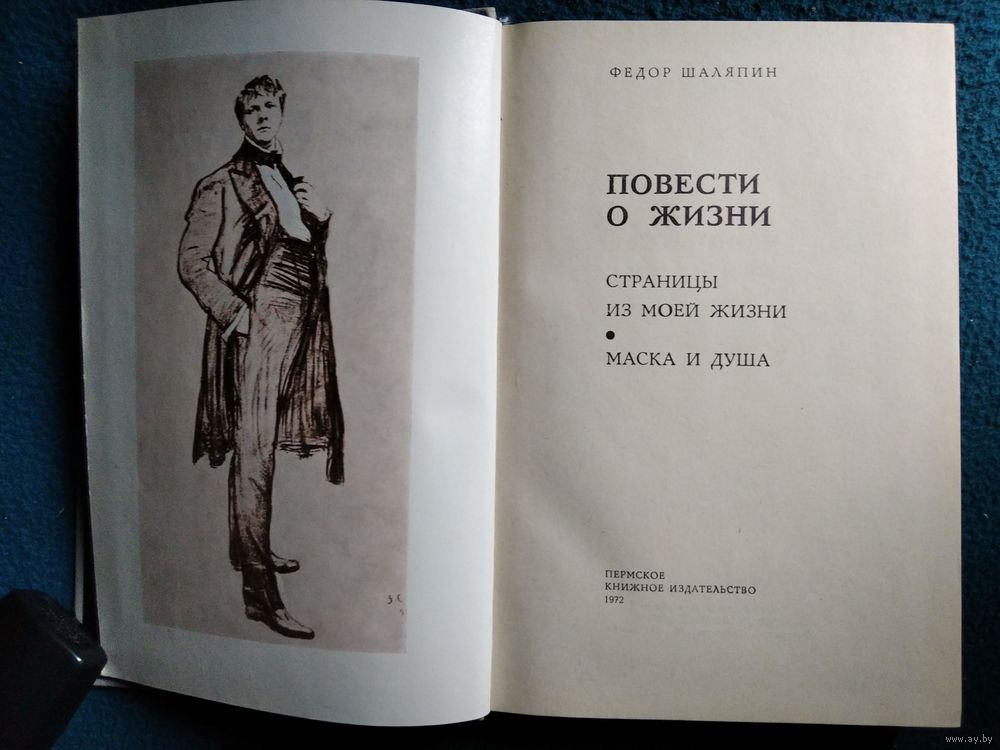 ФЕДОР ШАЛЯПИН
ПОВЕСТИ
О ЖИЗНИ
СТРАНИЦЫ
ИЗ МОЕЙ ЖИЗНИ
•
МАСКА И ДУША
ПЕРМСКОЕ
КНИЖНОЕ ИЗДАТЕЛЬСТВО
1972
www.ay.by